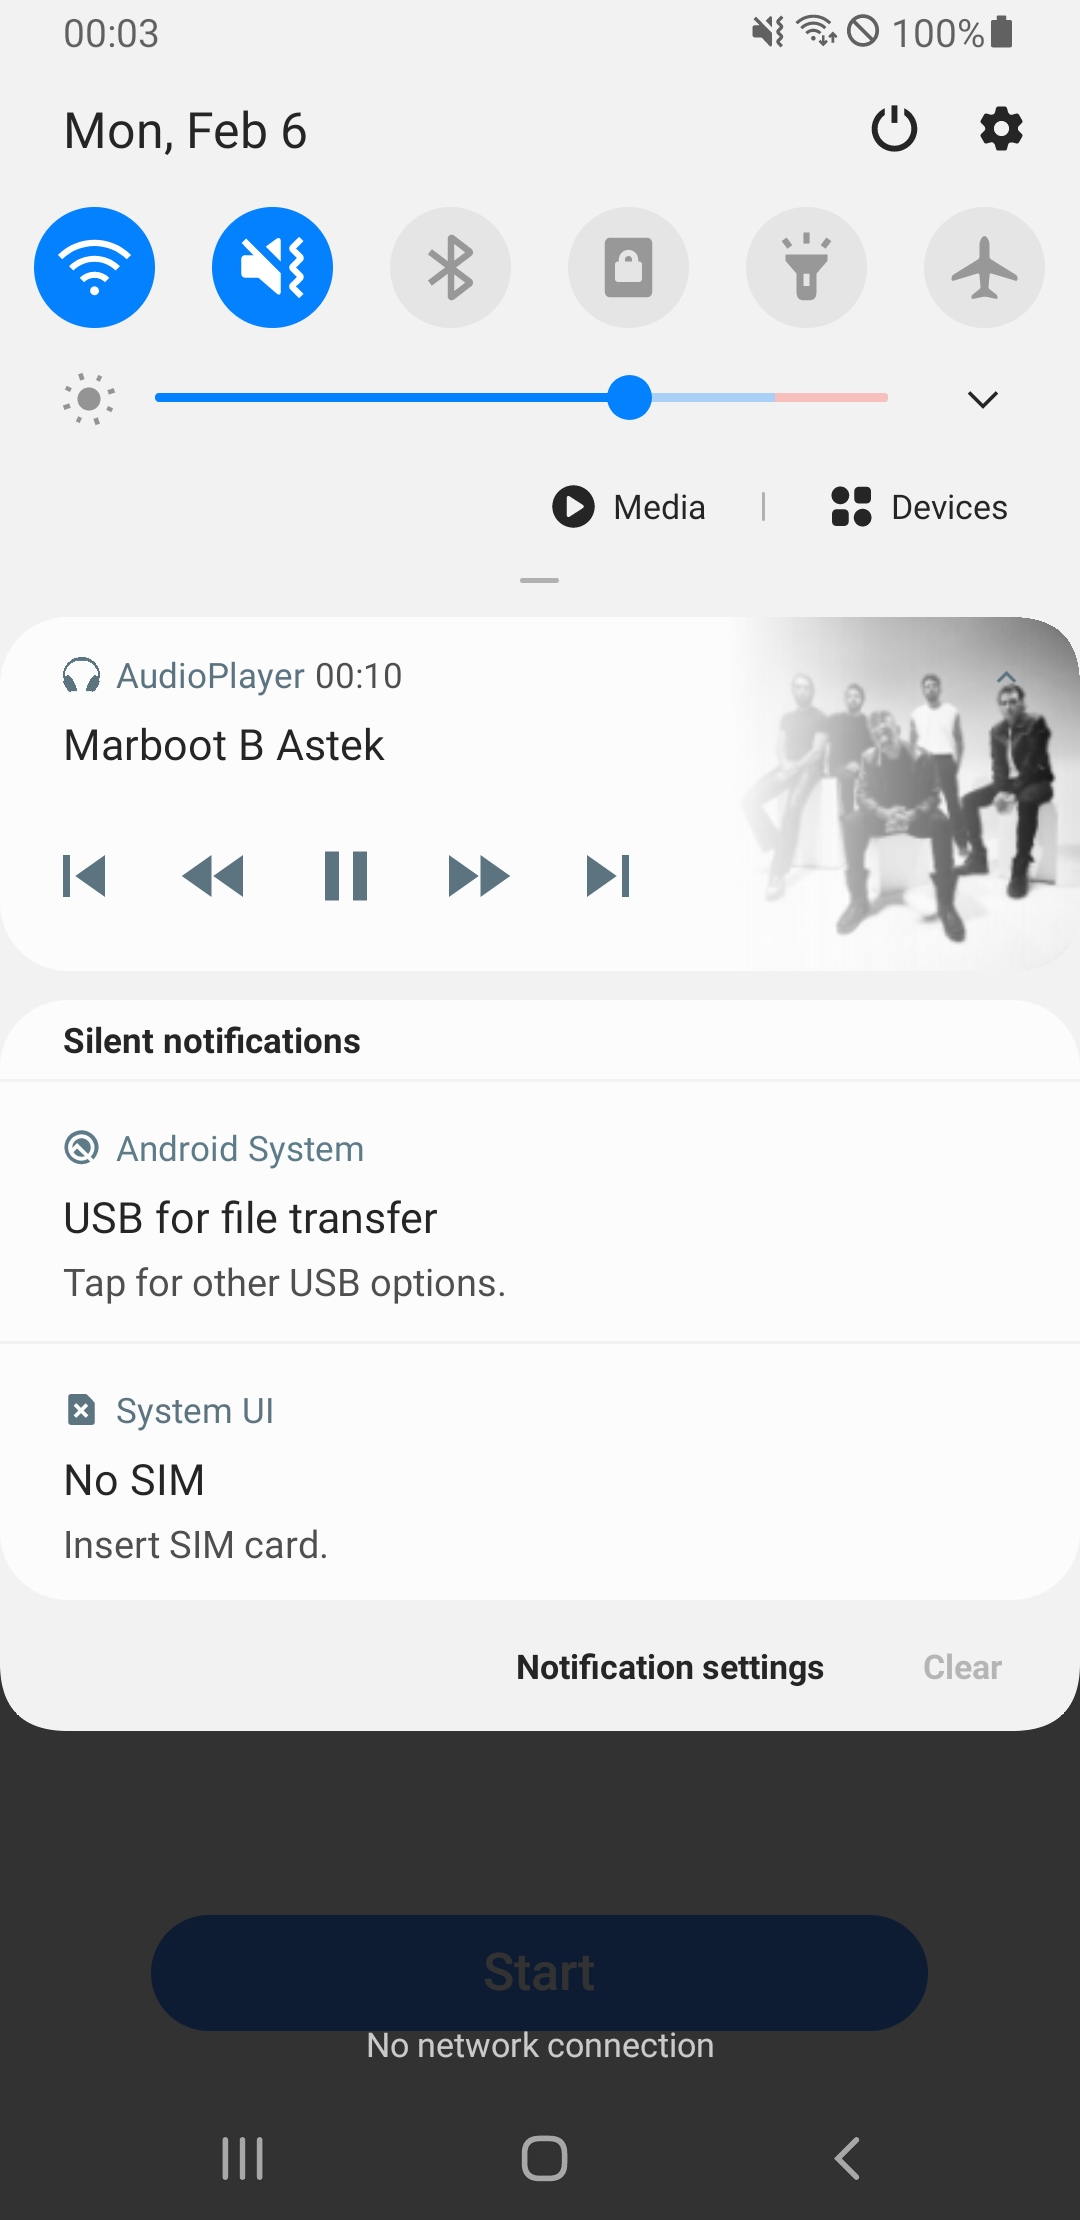 00:03 100%
Mon, Feb 6
Media Devices
AudioPlayer 00:10
Marboot B Astek
Silent notifications
Android System
USB for file transfer
Tap for other USB options.
System UI
No SIM
Insert SIM card.
Notification settings Clear
Start
No network connection